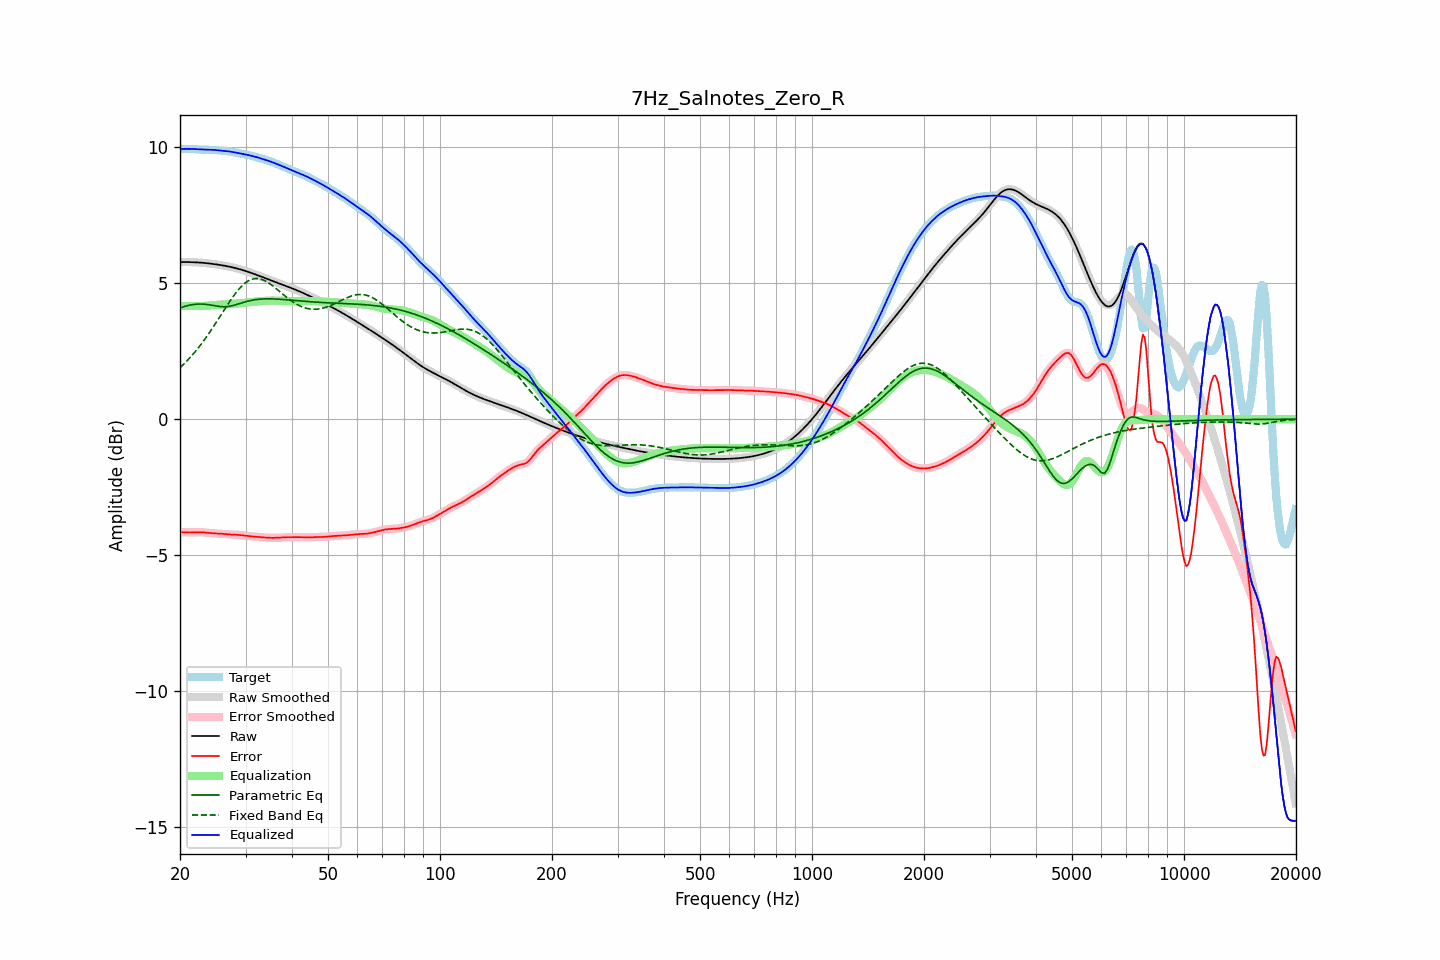 7Hz_Salnotes_Zero_R
10
5
0
−5
−10
−15
Amplitude (dBr)
Target
Raw Smoothed
Error Smoothed
Raw
Error
Equalization
Parametric Eq
Fixed Band Eq
Equalized
20 50 100 200 500 1000 2000 5000 10000 20000
Frequency (Hz)